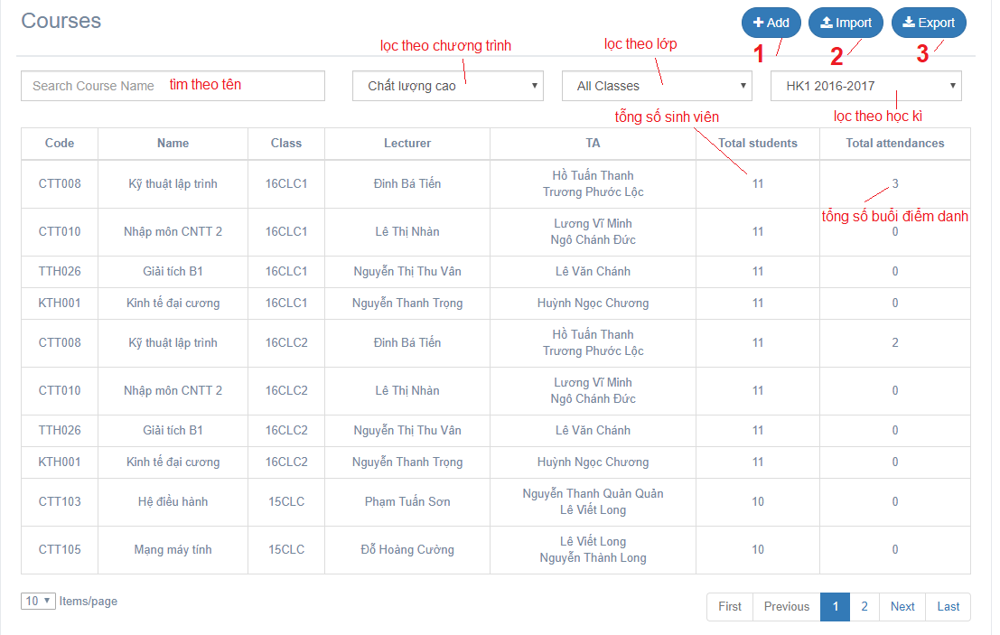 Courses
Add
Import
Export
1
2
3
lọc theo chương trình
lọc theo lớp
Search Course Name
tìm theo tên
Chất lượng cao
All Classes
HK1 2016-2017
tổng số sinh viên
lọc theo học kì
Code Name Class Lecturer TA Total students Total attendances
CTT008 Kỹ thuật lập trình 16CLC1 Đinh Bá Tiến Hồ Tuấn Thanh 11 3
Trương Phước Lộc
tổng số buổi điểm danh
CTT010 Nhập môn CNTT 2 16CLC1 Lê Thị Nhàn Lương Vĩ Minh 11 0
Ngô Chánh Đức
TTH026 Giải tích B1 16CLC1 Nguyễn Thị Thu Vân Lê Văn Chánh 11 0
KTH001 Kinh tế đại cương 16CLC1 Nguyễn Thanh Trọng Huỳnh Ngọc Chương 11 0
CTT008 Kỹ thuật lập trình 16CLC2 Đinh Bá Tiến Hồ Tuấn Thanh 11 2
Trương Phước Lộc
CTT010 Nhập môn CNTT 2 16CLC2 Lê Thị Nhàn Lương Vĩ Minh 11 0
Ngô Chánh Đức
TTH026 Giải tích B1 16CLC2 Nguyễn Thị Thu Vân Lê Văn Chánh 11 0
KTH001 Kinh tế đại cương 16CLC2 Nguyễn Thanh Trọng Huỳnh Ngọc Chương 11 0
CTT103 Hệ điều hành 15CLC Phạm Tuấn Sơn Nguyễn Thanh Quản Quản 10 0
Lê Viết Long
CTT105 Mạng máy tính 15CLC Đỗ Hoàng Cường Lê Viết Long 10 0
Nguyễn Thành Long
10 Items/page
First Previous 1 2 Next Last